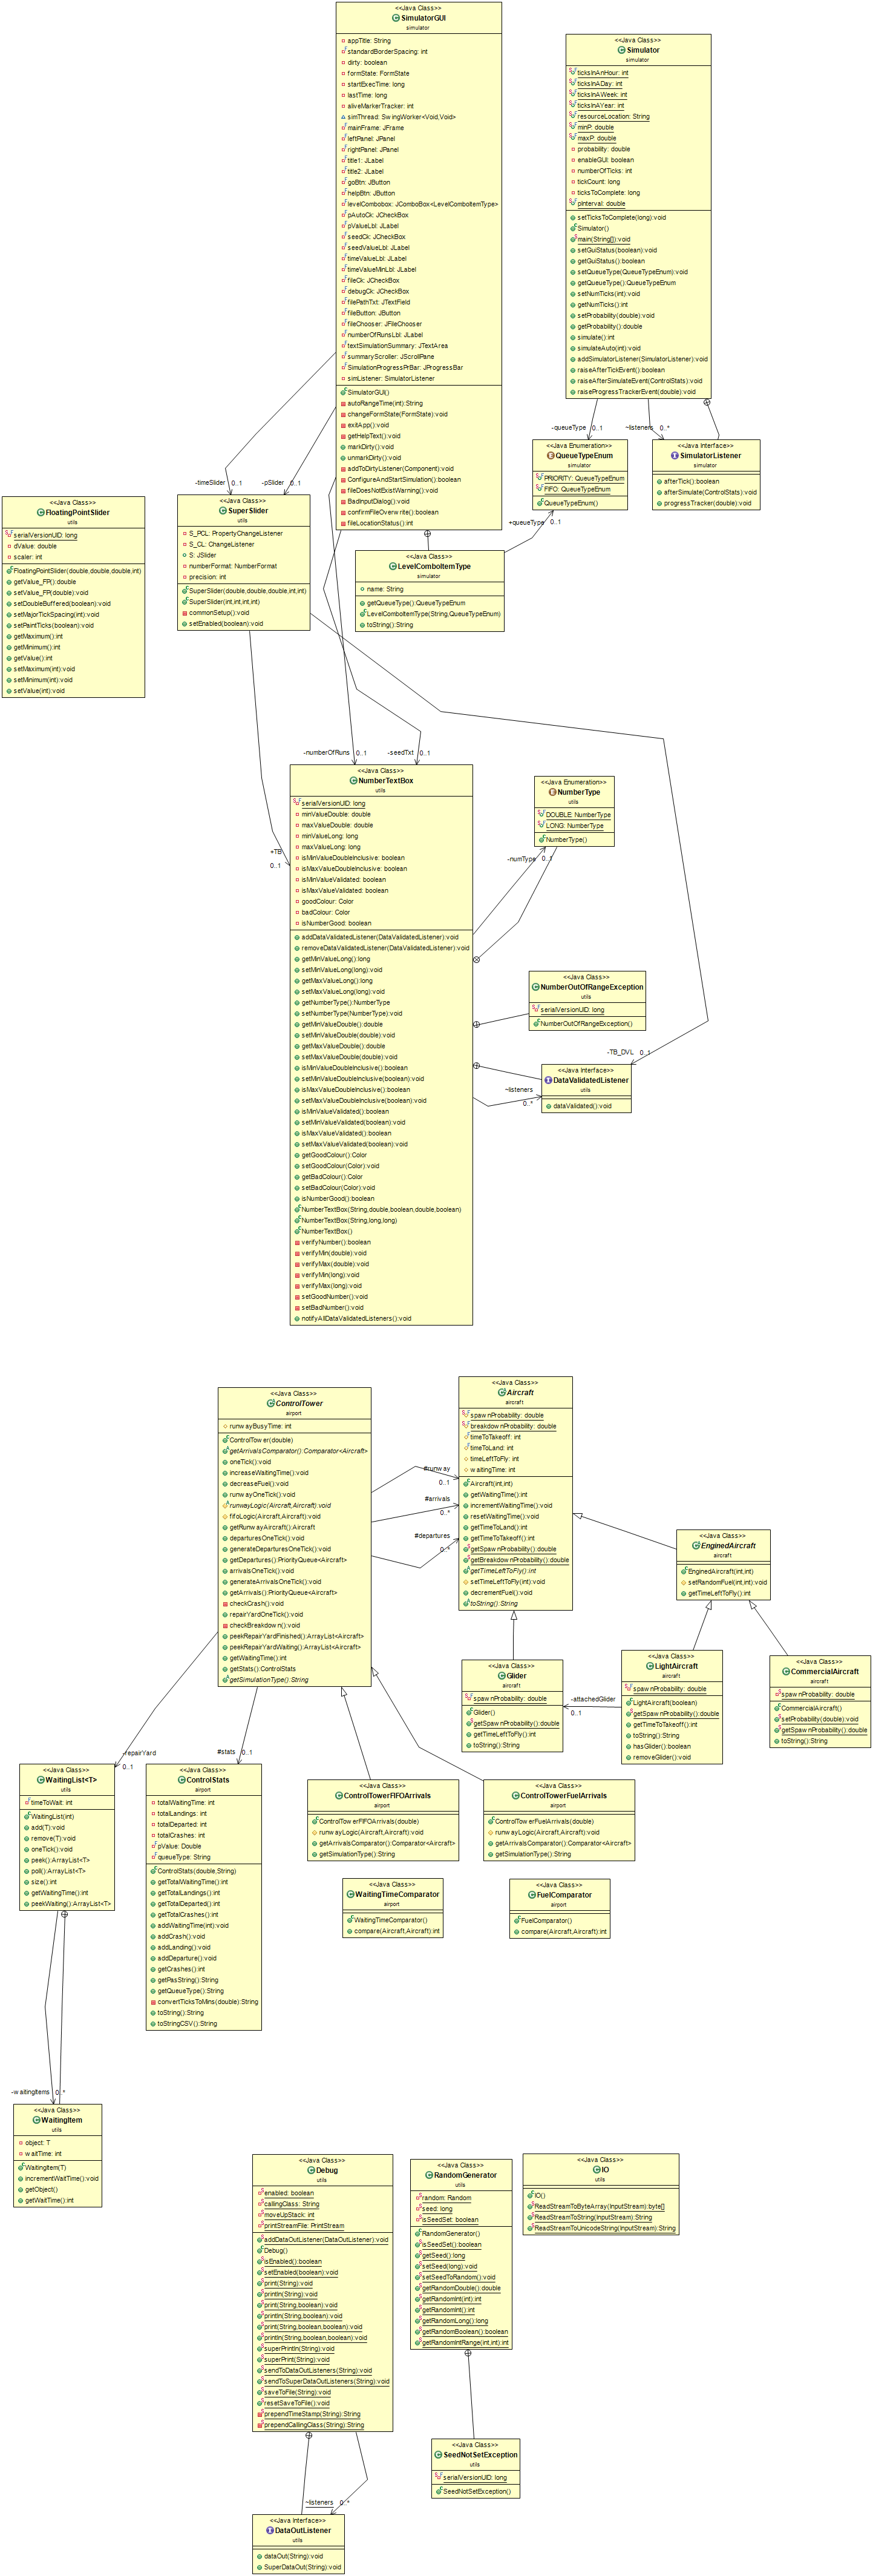 <<Java Class>>
SimulatorGUI
simulator
appTitle: String
standardBorderSpacing: int
dirty: boolean
formState: FormState
startExecTime: long
lastTime: long
aliveMarkerTracker: int
simThread: SwingWorker<Void,Void>
mainFrame: JFrame
leftPanel: JPanel
rightPanel: JPanel
title1: JLabel
title2: JLabel
goBtn: JButton
helpBtn: JButton
levelCombobox: JComboBox<LevelComboItemType>
pAutoCk: JCheckBox
pValueLbl: JLabel
seedCk: JCheckBox
seedValueLbl: JLabel
timeValueLbl: JLabel
timeValueMinLbl: JLabel
fileCk: JCheckBox
debugCk: JCheckBox
filePathTxt: JTextField
fileButton: JButton
fileChooser: JFileChooser
numberOfRunsLbl: JLabel
textSimulationSummary: JTextArea
summaryScroller: JScrollPane
SimulationProgressPrBar: JProgressBar
simListener: SimulatorListener
SimulatorGUI()
autoRangeTime(int):String
changeFormState(FormState):void
exitApp():void
getHelpText():void
markDirty():void
unmarkDirty():void
addToDirtyListener(Component):void
ConfigureAndStartSimulation():boolean
fileDoesNotExistWarning():void
BadInputDialog():void
confirmFileOverwrite():boolean
fileLocationStatus():int
<<Java Class>>
Simulator
simulator
ticksInAnHour: int
ticksInADay: int
ticksInAWeek: int
ticksInAYear: int
resourceLocation: String
minP: double
maxP: double
probability: double
enableGUI: boolean
numberOfTicks: int
tickCount: long
ticksToComplete: long
pInterval: double
setTicksToComplete(long):void
Simulator()
main(String[]):void
setGuiStatus(boolean):void
getGuiStatus():boolean
setQueueType(QueueTypeEnum):void
getQueueType():QueueTypeEnum
setNumTicks(int):void
getNumTicks():int
setProbability(double):void
getProbability():double
simulate():int
simulateAuto(int):void
addSimulatorListener(SimulatorListener):void
raiseAfterTickEvent():boolean
raiseAfterSimulateEvent(ControlStats):void
raiseProgressTrackerEvent(double):void
-queueType 0..1
~listeners 0..*
<<Java Enumeration>>
QueueTypeEnum
simulator
PRIORITY: QueueTypeEnum
FIFO: QueueTypeEnum
QueueTypeEnum()
<<Java Interface>>
SimulatorListener
simulator
afterTick():boolean
afterSimulate(ControlStats):void
progressTracker(double):void
-timeSlider 0..1
-pSlider 0..1
+queueType 0..1
<<Java Class>>
FloatingPointSlider
utils
serialVersionUID: long
dValue: double
scaler: int
FloatingPointSlider(double,double,double,int)
getValue_FP():double
setValue_FP(double):void
setDoubleBuffered(boolean):void
setMajorTickSpacing(int):void
setPaintTicks(boolean):void
getMaximum():int
getMinimum():int
getValue():int
setMaximum(int):void
setMinimum(int):void
setValue(int):void
<<Java Class>>
SuperSlider
utils
S_PCL: PropertyChangeListener
S_CL: ChangeListener
S: JSlider
numberFormat: NumberFormat
precision: int
SuperSlider(double,double,double,int,int)
SuperSlider(int,int,int,int)
commonSetup():void
setEnabled(boolean):void
<<Java Class>>
LevelComboItemType
simulator
name: String
getQueueType():QueueTypeEnum
LevelComboItemType(String,QueueTypeEnum)
toString():String
-numberOfRuns 0..1
-seedTxt 0..1
+TB
0..1
<<Java Class>>
NumberTextBox
utils
serialVersionUID: long
minValueDouble: double
maxValueDouble: double
minValueLong: long
maxValueLong: long
isMinValueDoubleInclusive: boolean
isMaxValueDoubleInclusive: boolean
isMinValueValidated: boolean
isMaxValueValidated: boolean
goodColour: Color
badColour: Color
isNumberGood: boolean
addDataValidatedListener(DataValidatedListener):void
removeDataValidatedListener(DataValidatedListener):void
getMinValueLong():long
setMinValueLong(long):void
getMaxValueLong():long
setMaxValueLong(long):void
getNumberType():NumberType
setNumberType(NumberType):void
getMinValueDouble():double
setMinValueDouble(double):void
getMaxValueDouble():double
setMaxValueDouble(double):void
isMinValueDoubleInclusive():boolean
setMinValueDoubleInclusive(boolean):void
isMaxValueDoubleInclusive():boolean
setMaxValueDoubleInclusive(boolean):void
isMinValueValidated():boolean
setMinValueValidated(boolean):void
isMaxValueValidated():boolean
setMaxValueValidated(boolean):void
getGoodColour():Color
setGoodColour(Color):void
getBadColour():Color
setBadColour(Color):void
isNumberGood():boolean
NumberTextBox(String,double,boolean,double,boolean)
NumberTextBox(String,long,long)
NumberTextBox()
verifyNumber():boolean
verifyMin(double):void
verifyMax(double):void
verifyMin(long):void
verifyMax(long):void
setGoodNumber():void
setBadNumber():void
notifyAllDataValidatedListeners():void
<<Java Enumeration>>
NumberType
utils
DOUBLE: NumberType
LONG: NumberType
NumberType()
-numType 0..1
<<Java Class>>
NumberOutOfRangeException
utils
serialVersionUID: long
NumberOutOfRangeException()
-TB_DVL 0..1
<<Java Interface>>
DataValidatedListener
utils
dataValidated():void
~listeners
0..*
<<Java Class>>
ControlTower
airport
runwayBusyTime: int
ControlTower(double)
getArrivalsComparator():Comparator<Aircraft>
oneTick():void
increaseWaitingTime():void
decreaseFuel():void
runwayOneTick():void
runwayLogic(Aircraft,Aircraft):void
fifoLogic(Aircraft,Aircraft):void
getRunwayAircraft():Aircraft
departuresOneTick():void
generateDeparturesOneTick():void
getDepartures():PriorityQueue<Aircraft>
arrivalsOneTick():void
generateArrivalsOneTick():void
getArrivals():PriorityQueue<Aircraft>
checkCrash():void
repairYardOneTick():void
checkBreakdown():void
peekRepairYardFinished():ArrayList<Aircraft>
peekRepairYardWaiting():ArrayList<Aircraft>
getWaitingTime():int
getStats():ControlStats
getSimulationType():String
#runway
0..1
#arrivals
0..*
#departures
0..*
<<Java Class>>
Aircraft
aircraft
spawnProbability: double
breakdownProbability: double
timeToTakeoff: int
timeToLand: int
timeLeftToFly: int
waitingTime: int
Aircraft(int,int)
getWaitingTime():int
incrementWaitingTime():void
resetWaitingTime():void
getTimeToLand():int
getTimeToTakeoff():int
getSpawnProbability():double
getBreakdownProbability():double
getTimeLeftToFly():int
setTimeLeftToFly(int):void
decrementFuel():void
toString():String
<<Java Class>>
EnginedAircraft
aircraft
EnginedAircraft(int,int)
setRandomFuel(int,int):void
getTimeLeftToFly():int
<<Java Class>>
Glider
aircraft
spawnProbability: double
Glider()
getSpawnProbability():double
getTimeLeftToFly():int
toString():String
-attachedGlider
0..1
<<Java Class>>
LightAircraft
aircraft
spawnProbability: double
LightAircraft(boolean)
getSpawnProbability():double
getTimeToTakeoff():int
toString():String
hasGlider():boolean
removeGlider():void
<<Java Class>>
CommercialAircraft
aircraft
spawnProbability: double
CommercialAircraft()
setProbability(double):void
getSpawnProbability():double
toString():String
-repairYard
0..1
#stats 0..1
<<Java Class>>
WaitingList<T>
utils
timeToWait: int
WaitingList(int)
add(T):void
remove(T):void
oneTick():void
peek():ArrayList<T>
poll():ArrayList<T>
size():int
getWaitingTime():int
peekWaiting():ArrayList<T>
<<Java Class>>
ControlStats
airport
totalWaitingTime: int
totalLandings: int
totalDeparted: int
totalCrashes: int
pValue: Double
queueType: String
ControlStats(double,String)
getTotalWaitingTime():int
getTotalLandings():int
getTotalDeparted():int
getTotalCrashes():int
addWaitingTime(int):void
addCrash():void
addLanding():void
addDeparture():void
getCrashes():int
getPasString():String
getQueueType():String
convertTicksToMins(double):String
toString():String
toStringCSV():String
<<Java Class>>
ControlTowerFIFOArrivals
airport
ControlTowerFIFOArrivals(double)
runwayLogic(Aircraft,Aircraft):void
getArrivalsComparator():Comparator<Aircraft>
getSimulationType():String
<<Java Class>>
ControlTowerFuelArrivals
airport
ControlTowerFuelArrivals(double)
runwayLogic(Aircraft,Aircraft):void
getArrivalsComparator():Comparator<Aircraft>
getSimulationType():String
<<Java Class>>
WaitingTimeComparator
airport
WaitingTimeComparator()
compare(Aircraft,Aircraft):int
<<Java Class>>
FuelComparator
airport
FuelComparator()
compare(Aircraft,Aircraft):int
-waitingItems 0..*
<<Java Class>>
WaitingItem
utils
object: T
waitTime: int
WaitingItem(T)
incrementWaitTime():void
getObject()
getWaitTime():int
<<Java Class>>
Debug
utils
enabled: boolean
callingClass: String
moveUpStack: int
printStreamFile: PrintStream
addDataOutListener(DataOutListener):void
Debug()
isEnabled():boolean
setEnabled(boolean):void
print(String):void
println(String):void
print(String,boolean):void
println(String,boolean):void
print(String,boolean,boolean):void
println(String,boolean,boolean):void
superPrintln(String):void
superPrint(String):void
sendToDataOutListeners(String):void
sendToSuperDataOutListeners(String):void
saveToFile(String):void
resetSaveToFile():void
prependTimeStamp(String):String
prependCallingClass(String):String
<<Java Class>>
RandomGenerator
utils
random: Random
seed: long
isSeedSet: boolean
RandomGenerator()
isSeedSet():boolean
getSeed():long
setSeed(long):void
setSeedToRandom():void
getRandomDouble():double
getRandomInt(int):int
getRandomInt():int
getRandomLong():long
getRandomBoolean():boolean
getRandomIntRange(int,int):int
<<Java Class>>
IO
utils
IO()
ReadStreamToByteArray(InputStream):byte[]
ReadStreamToString(InputStream):String
ReadStreamToUnicodeString(InputStream):String
<<Java Class>>
SeedNotSetException
utils
serialVersionUID: long
SeedNotSetException()
~listeners 0..*
<<Java Interface>>
DataOutListener
utils
dataOut(String):void
SuperDataOut(String):void